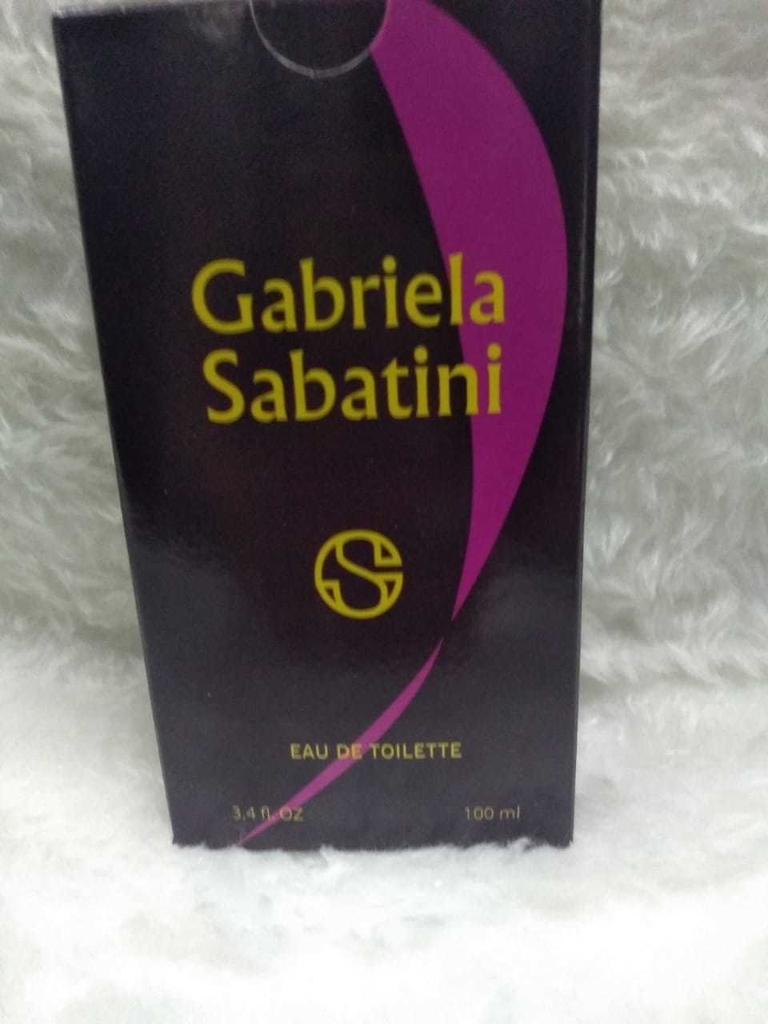 Gabriela
Sabatini
EAU DE TOILETTE
3,4 fl. OZ 100 ml